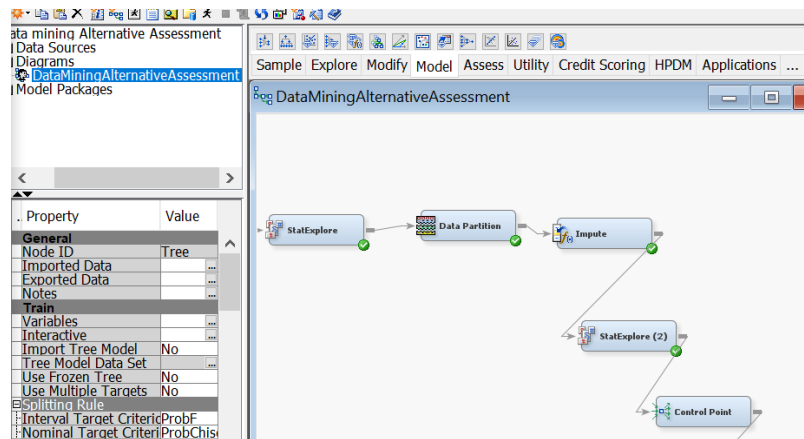 ata mining Alternative Assessment
Data Sources
Diagrams
DataMiningAlternativeAssessment
Model Packages
Sample Explore Modify Model Assess Utility Credit Scoring HPDM Applications ...
DataMiningAlternativeAssessment
StatExplore
Data Partition
Impute
StatExplore (2)
Control Point
. Property Value
General
Node ID Tree
Imported Data ...
Exported Data ...
Notes ...
Train
Variables ...
Interactive ...
Import Tree Model No
Tree Model Data Set ...
Use Frozen Tree No
Use Multiple Targets No
Splitting Rule
Interval Target Criteric ProbF
Nominal Target Criteri ProbChis